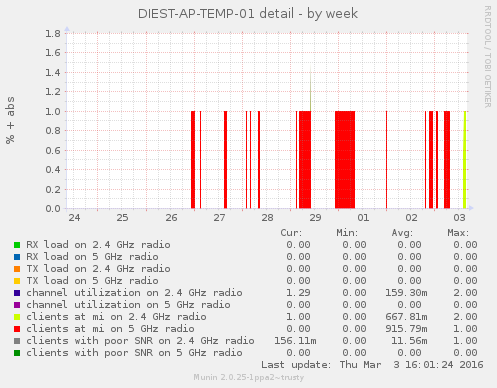 DIEST-AP-TEMP-01 detail - by week
RRDTOOL / TOBI OETIKER
% + abs
1.8
1.6
1.4
1.2
1.0
0.8
0.6
0.4
0.2
0.0
24 25 26 27 28 29 01 02 03
Cur: Min: Avg: Max:
RX load on 2.4 GHz radio 0.00 0.00 0.00 0.00
RX load on 5 GHz radio 0.00 0.00 0.00 0.00
TX load on 2.4 GHz radio 0.00 0.00 0.00 0.00
TX load on 5 GHz radio 0.00 0.00 0.00 0.00
channel utilization on 2.4 GHz radio 1.29 0.00 159.30m 2.00
channel utilization on 5 GHz radio 0.00 0.00 0.00 0.00
clients at mi on 2.4 GHz radio 1.00 0.00 667.81m 2.00
clients at mi on 5 GHz radio 0.00 0.00 915.79m 1.00
clients with poor SNR on 2.4 GHz radio 156.11m 0.00 11.56m 1.00
clients with poor SNR on 5 GHz radio 0.00 0.00 0.00 0.00
Last update: Thu Mar 3 16:01:24 2016
Munin 2.0.25-1ppa2~trusty